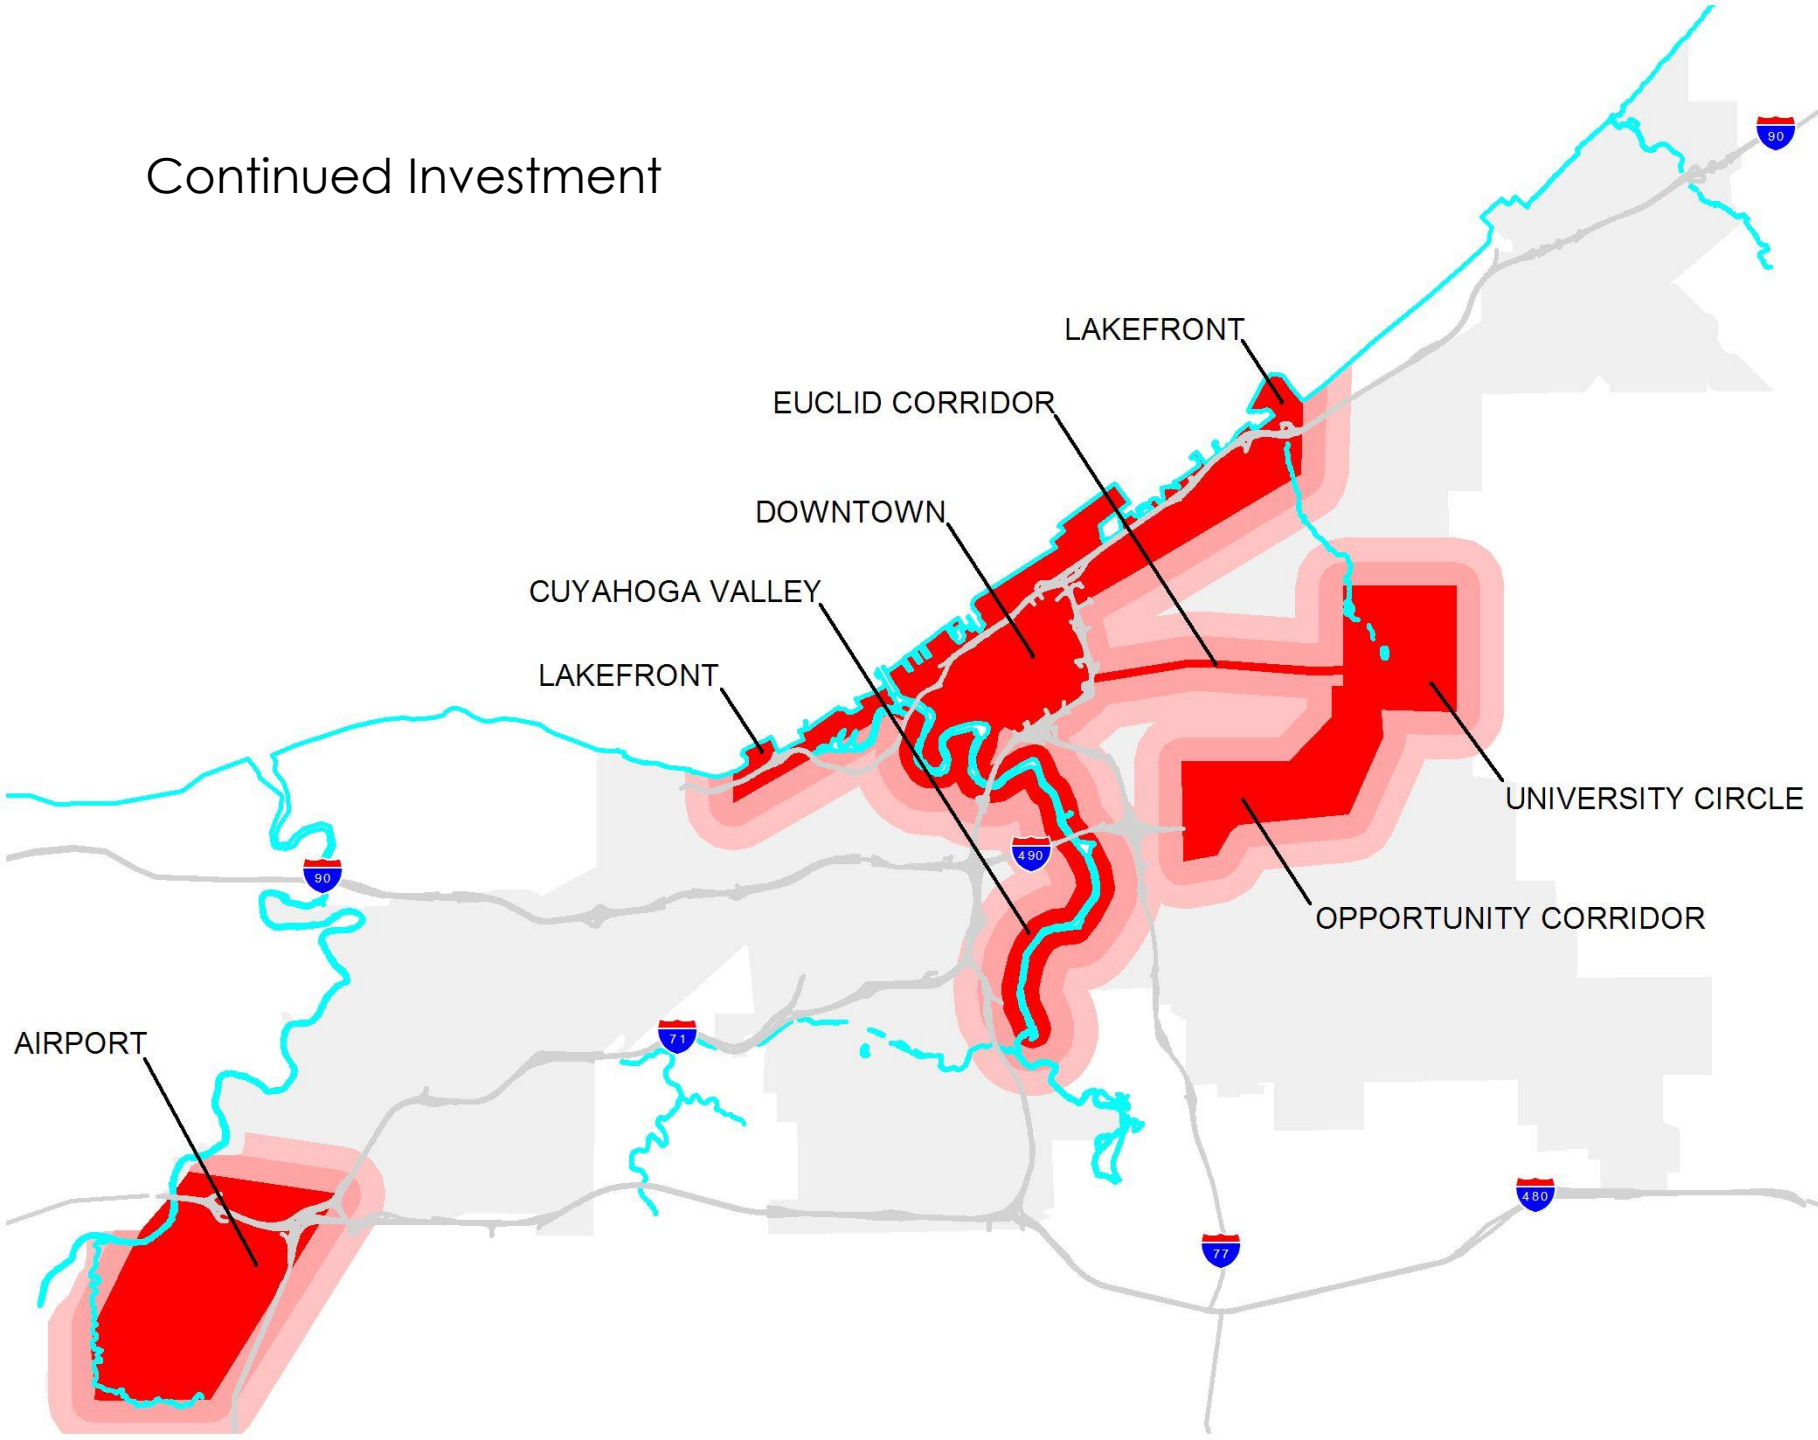 Continued Investment
90
LAKEFRONT
EUCLID CORRIDOR
DOWNTOWN
CUYAHOGA VALLEY
LAKEFRONT
UNIVERSITY CIRCLE
490
90
OPPORTUNITY CORRIDOR
71
AIRPORT
480
77